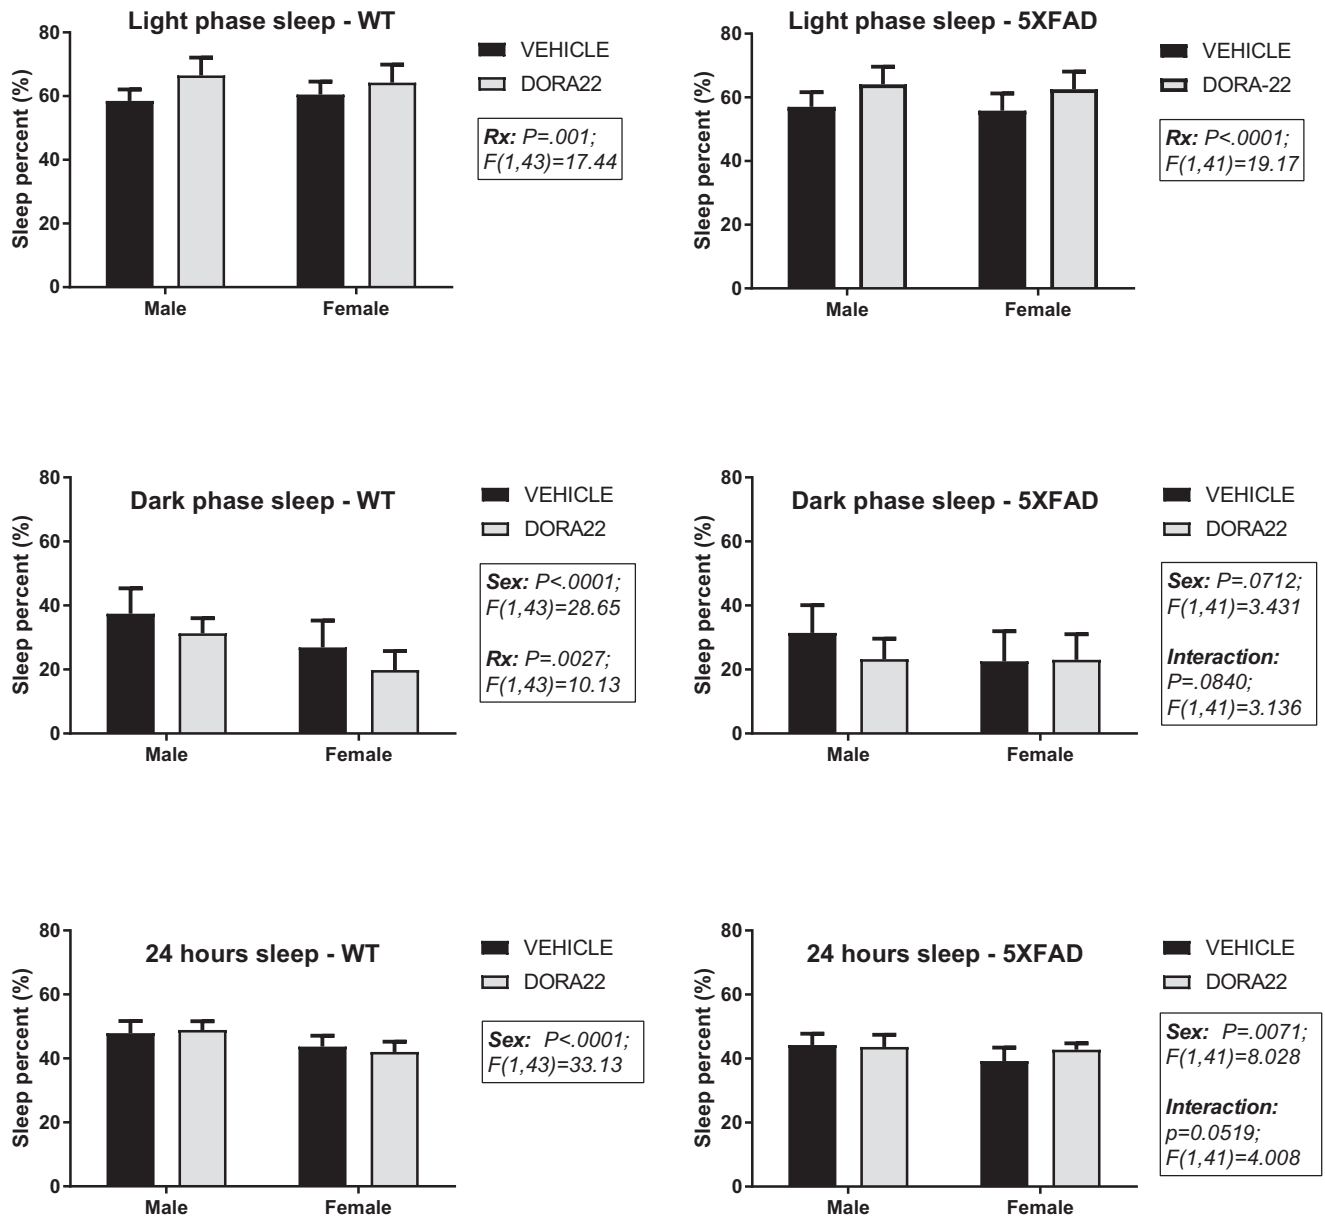 Light phase sleep - WT
Sleep percent (%)
80
60
40
20
0
Male Female
VEHICLE
DORA22
Rx: P=.001;
F(1,43)=17.44
Light phase sleep - 5XFAD
Sleep percent (%)
80
60
40
20
0
Male Female
VEHICLE
DORA-22
Rx: P<.0001;
F(1,41)=19.17
Dark phase sleep - WT
Sleep percent (%)
80
60
40
20
0
Male Female
VEHICLE
DORA22
Sex: P<.0001;
F(1,43)=28.65
Rx: P=.0027;
F(1,43)=10.13
Dark phase sleep - 5XFAD
Sleep percent (%)
80
60
40
20
0
Male Female
VEHICLE
DORA22
Sex: P=.0712;
F(1,41)=3.431
Interaction:
P=.0840;
F(1,41)=3.136
24 hours sleep - WT
Sleep percent (%)
80
60
40
20
0
Male Female
VEHICLE
DORA22
Sex: P<.0001;
F(1,43)=33.13
24 hours sleep - 5XFAD
Sleep percent (%)
80
60
40
20
0
Male Female
VEHICLE
DORA22
Sex: P=.0071;
F(1,41)=8.028
Interaction:
p=0.0519;
F(1,41)=4.008